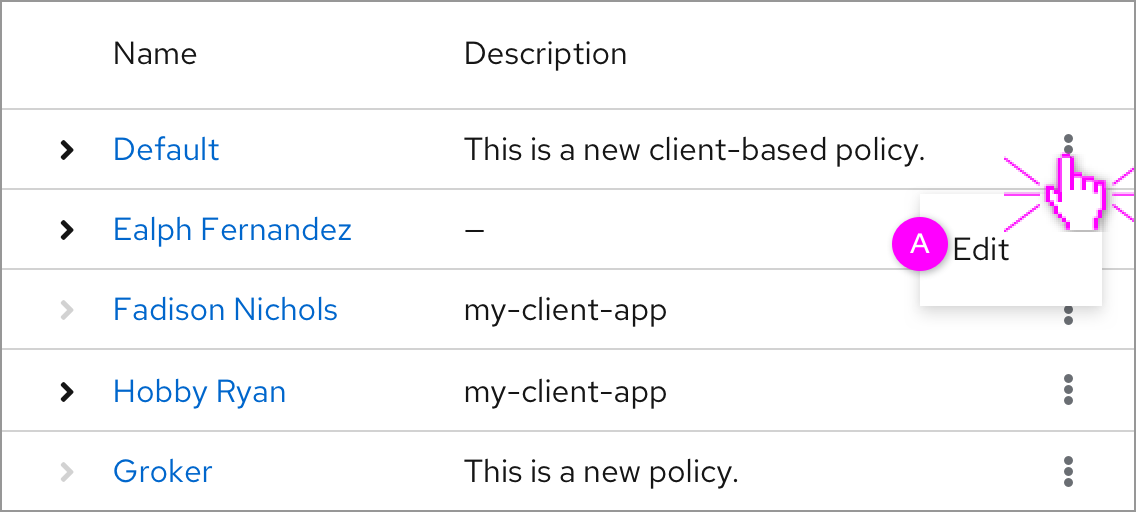 Name Description
Default This is a new client-based policy.
Ealph Fernandez –
A Edit
Fadison Nichols my-client-app
Hobby Ryan my-client-app
Groker This is a new policy.